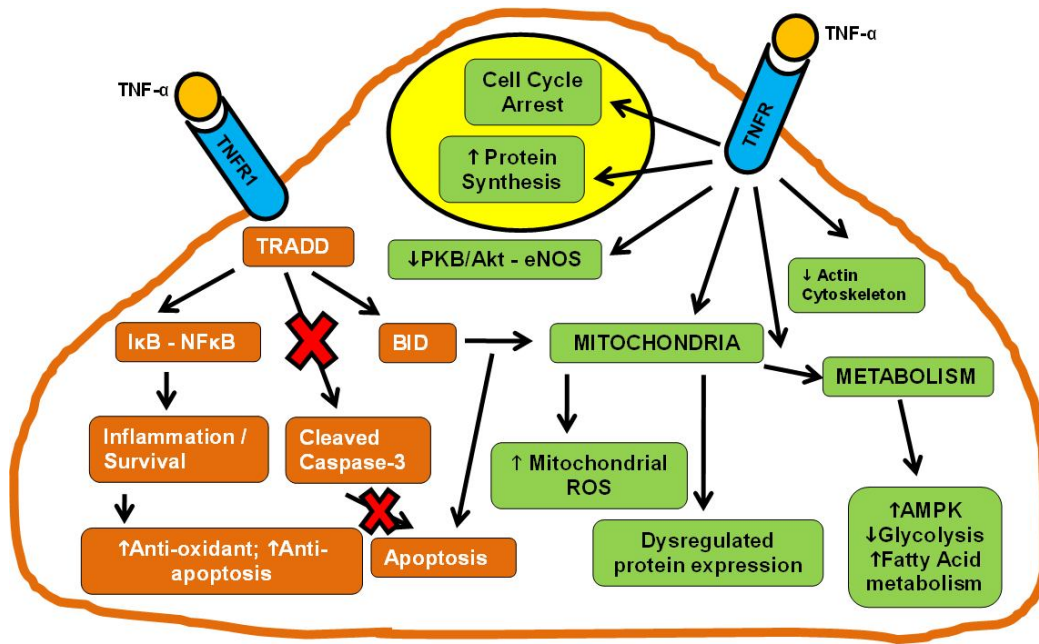 TNF-α
TNFR
TNF-α
TNFR1
Cell Cycle
Arrest
↑ Protein
Synthesis
TRADD
↓PKB/Akt - eNOS
↓ Actin
Cytoskeleton
IκB - NFκB
BID
MITOCHONDRIA
METABOLISM
Inflammation /
Survival
Cleaved
Caspase-3
↑ Mitochondrial
ROS
↑AMPK
↓Glycolysis
↑Fatty Acid
metabolism
↑Anti-oxidant; ↑Anti-
apoptosis
Apoptosis
Dysregulated
protein expression